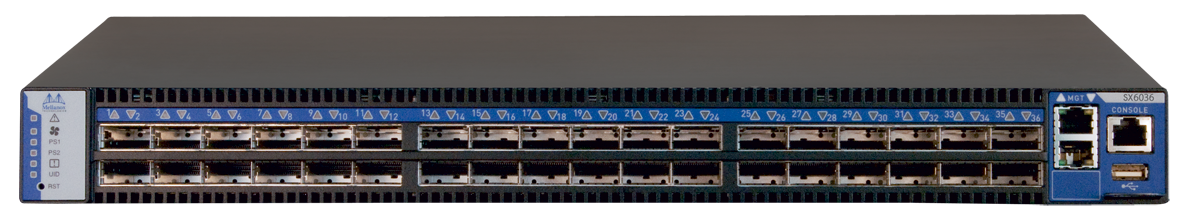 Mellanox
PS1
PS2
UID
RST
1 2 3 4 5 6 7 8 9 10 11 12 13 14 15 16 17 18 19 20 21 22 23 24 25 26 27 28 29 30 31 32 33 34 35 36
MGT
SX6036
CONSOLE